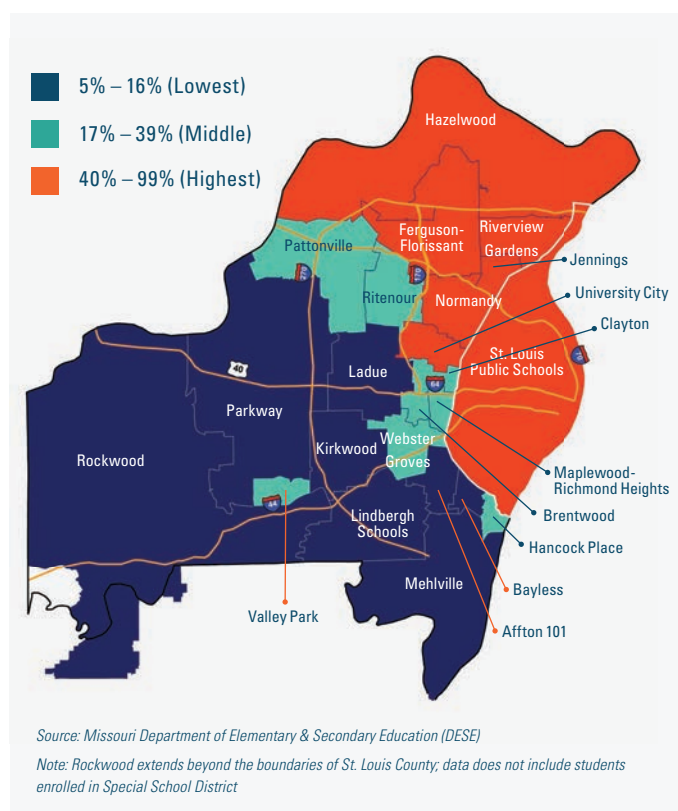 5% – 16% (Lowest)
17% – 39% (Middle)
40% – 99% (Highest)
Hazelwood
Ferguson-
Florissant
Riverview
Gardens
Jennings
Pattonville
270
170
Ritenour
Normandy
University City
Clayton
St. Louis
Public Schools
70
40
Ladue
64
Parkway
Rockwood
Kirkwood
Webster
Groves
Maplewood-
Richmond Heights
Brentwood
44
Lindbergh
Schools
Hancock Place
Mehlville
Bayless
Valley Park
Affton 101
Source: Missouri Department of Elementary & Secondary Education (DESE)
Note: Rockwood extends beyond the boundaries of St. Louis County; data does not include students
enrolled in Special School District